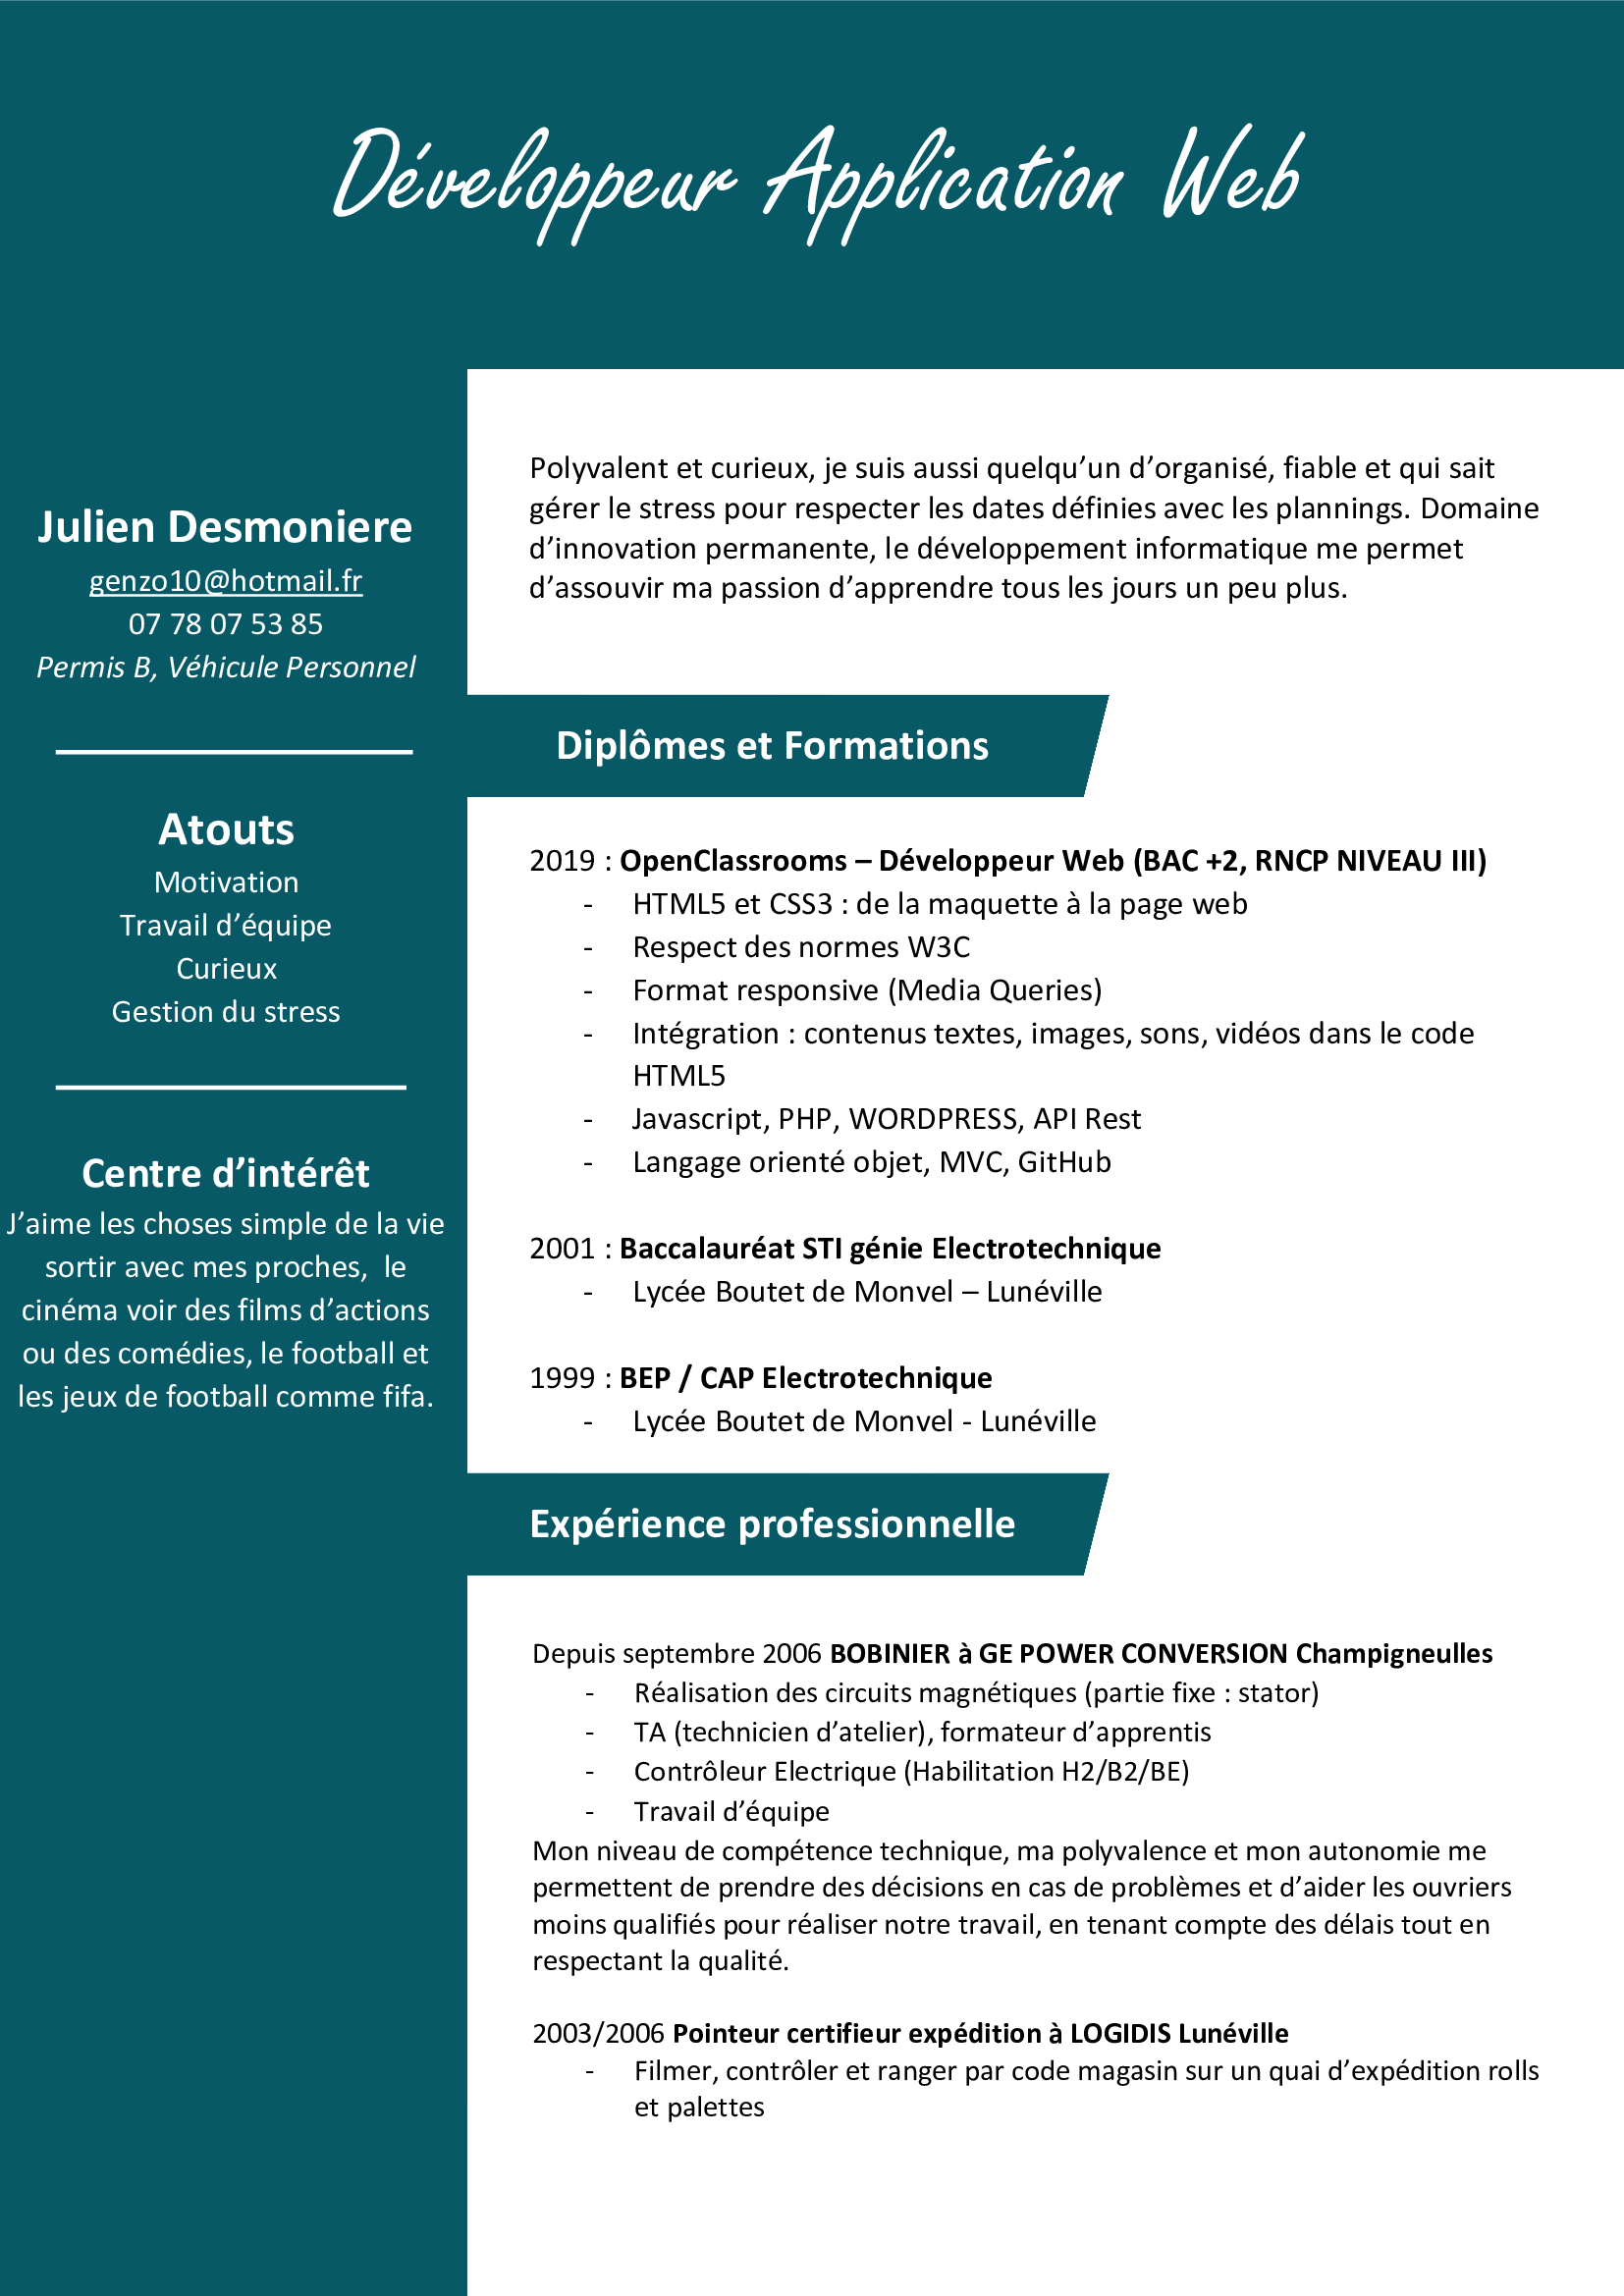 Développeur Application Web
Julien Desmoniere
genzo10@hotmail.fr
07 78 07 53 85
Permis B, Véhicule Personnel
Atouts
Motivation
Travail d’équipe
Curieux
Gestion du stress
Centre d’intérêt
J’aime les choses simple de la vie
sortir avec mes proches,  le
cinéma voir des films d’actions
ou des comédies, le football et
les jeux de football comme fifa.
Polyvalent et curieux, je suis aussi quelqu’un d’organisé, fiable et qui sait
gérer le stress pour respecter les dates définies avec les plannings. Domaine
d’innovation permanente, le développement informatique me permet
d’assouvir ma passion d’apprendre tous les jours un peu plus.
Diplômes et Formations
2019 : OpenClassrooms – Développeur Web (BAC +2, RNCP NIVEAU III)
- HTML5 et CSS3 : de la maquette à la page web
- Respect des normes W3C
- Format responsive (Media Queries)
- Intégration : contenus textes, images, sons, vidéos dans le code
HTML5
- Javascript, PHP, WORDPRESS, API Rest
- Langage orienté objet, MVC, GitHub
2001 : Baccalauréat STI génie Electrotechnique
- Lycée Boutet de Monvel – Lunéville
1999 : BEP / CAP Electrotechnique
- Lycée Boutet de Monvel - Lunéville
Expérience professionnelle
Depuis septembre 2006 BOBINIER à GE POWER CONVERSION Champigneulles
- Réalisation des circuits magnétiques (partie fixe : stator)
- TA (technicien d’atelier), formateur d’apprentis
- Contrôleur Electrique (Habilitation H2/B2/BE)
- Travail d’équipe
Mon niveau de compétence technique, ma polyvalence et mon autonomie me
permettent de prendre des décisions en cas de problèmes et d’aider les ouvriers
moins qualifiés pour réaliser notre travail, en tenant compte des délais tout en
respectant la qualité.
2003/2006 Pointeur certifieur expédition à LOGIDIS Lunéville
- Filmer, contrôler et ranger par code magasin sur un quai d’expédition rolls
et palettes